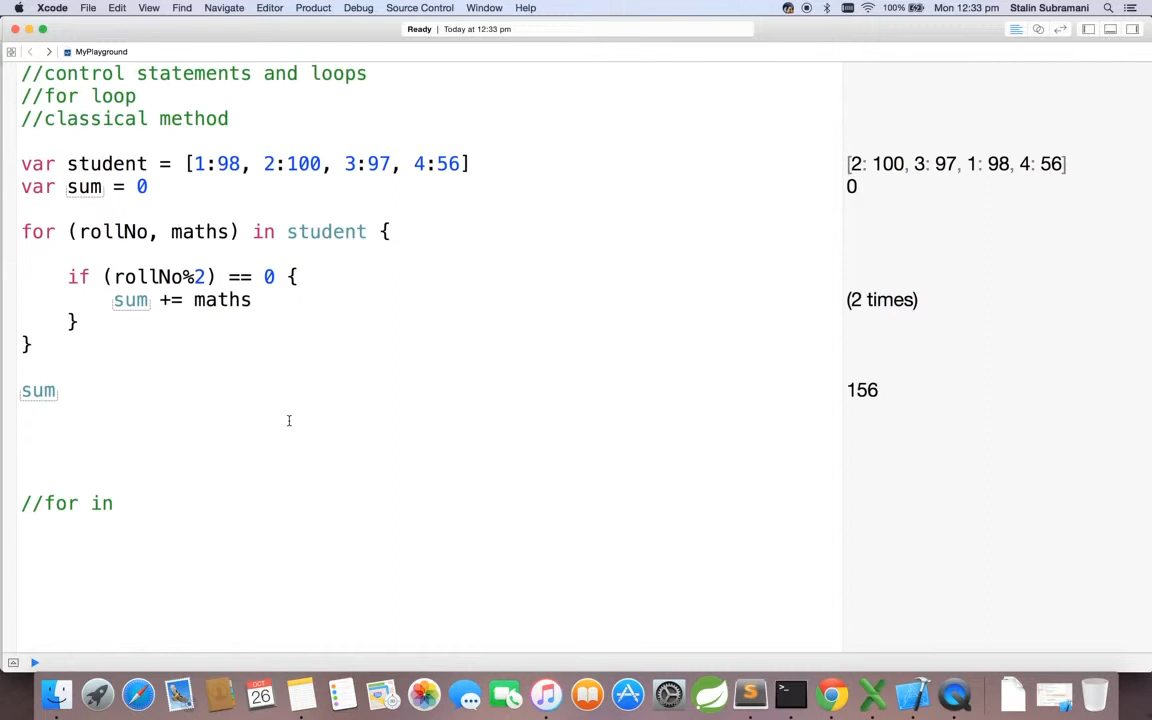 Xcode File Edit View Find Navigate Editor Product Debug Source Control Window Help 100% Mon 12:33 pm Stalin Subramani
Ready | Today at 12:33 pm
MyPlayground
//control statements and loops
//for loop
//classical method
var student = [1:98, 2:100, 3:97, 4:56] [2: 100, 3: 97, 1: 98, 4: 56]
var sum = 0 0
for (rollNo, maths) in student {
if (rollNo%2) == 0 {
sum += maths (2 times)
}
}
sum 156
//for in
OCT
26